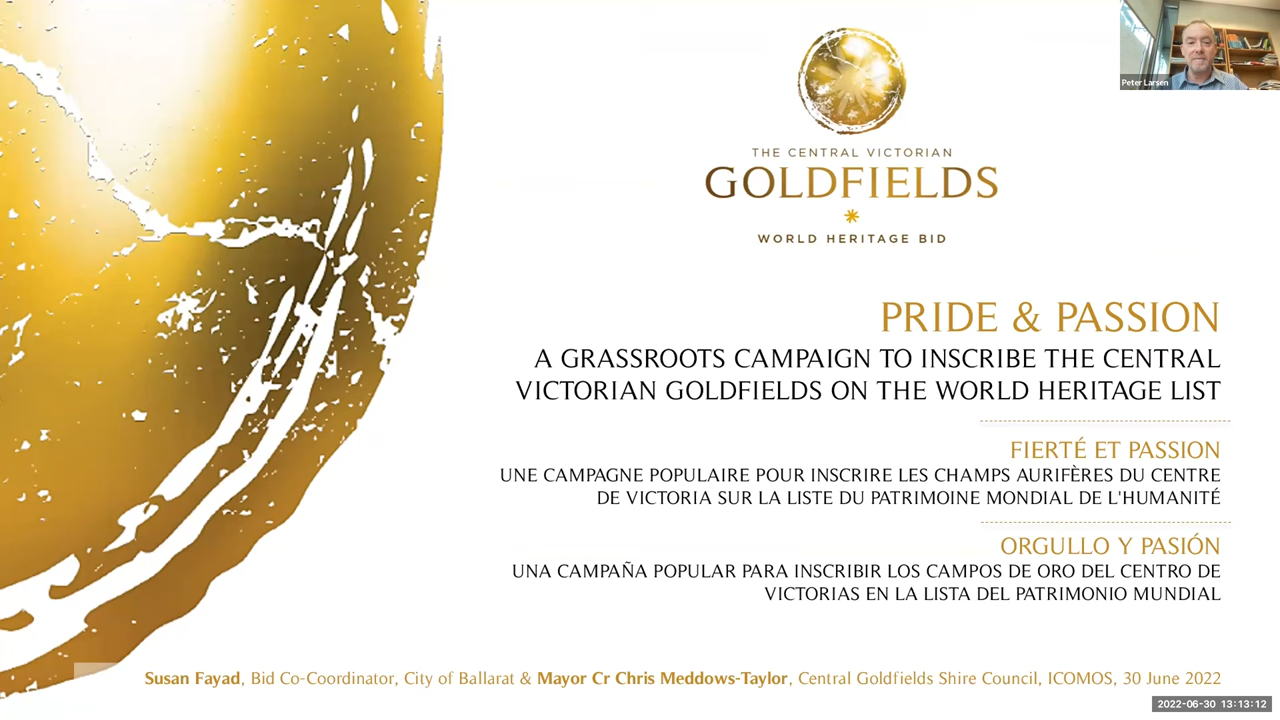 Peter Larsen
THE CENTRAL VICTORIAN
GOLDFIELDS
WORLD HERITAGE BID
PRIDE & PASSION
A GRASSROOTS CAMPAIGN TO INSCRIBE THE CENTRAL
VICTORIAN GOLDFIELDS ON THE WORLD HERITAGE LIST
FIERTÉ ET PASSION
UNE CAMPAGNE POPULAIRE POUR INSCRIRE LES CHAMPS AURIFÈRES DU CENTRE
DE VICTORIA SUR LA LISTE DU PATRIMOINE MONDIAL DE L'HUMANITÉ
ORGULLO Y PASIÓN
UNA CAMPAÑA POPULAR PARA INSCRIBIR LOS CAMPOS DE ORO DEL CENTRO DE
VICTORIAS EN LA LISTA DEL PATRIMONIO MUNDIAL
Susan Fayad, Bid Co-Coordinator, City of Ballarat & Mayor Cr Chris Meddows-Taylor, Central Goldfields Shire Council, ICOMOS, 30 June 2022
2022-06-30 13:13:12